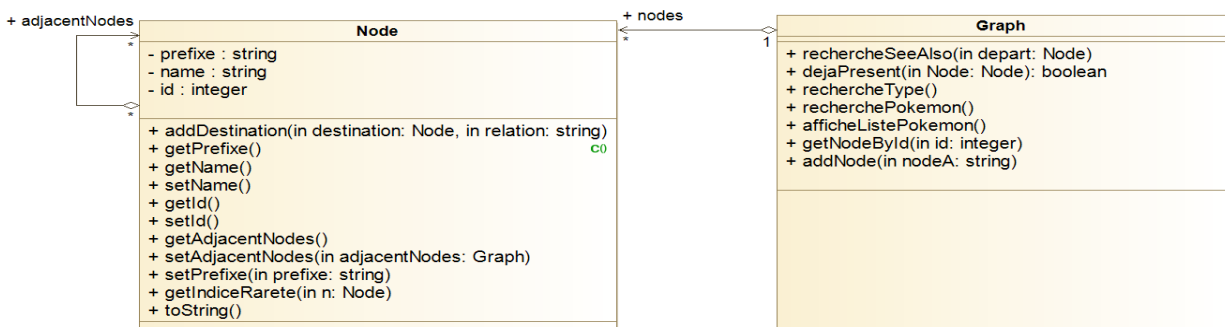 + adjacentNodes
*
*
Node
- prefixe : string
- name : string
- id : integer
+ addDestination(in destination: Node, in relation: string)
+ getPrefixe()
C()
+ getName()
+ setName()
+ getId()
+ setId()
+ getAdjacentNodes()
+ setAdjacentNodes(in adjacentNodes: Graph)
+ setPrefixe(in prefixe: string)
+ getIndiceRarete(in n: Node)
+ toString()
+ nodes
*
1
Graph
+ rechercheSeeAlso(in depart: Node)
+ dejaPresent(in Node: Node): boolean
+ rechercheType()
+ recherchePokemon()
+ afficheListePokemon()
+ getNodeById(in id: integer)
+ addNode(in nodeA: string)